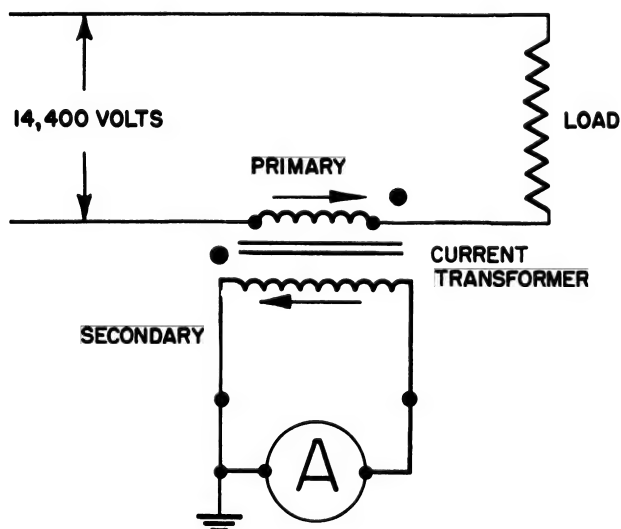 14,400 VOLTS
LOAD
PRIMARY
CURRENT
TRANSFORMER
SECONDARY
A